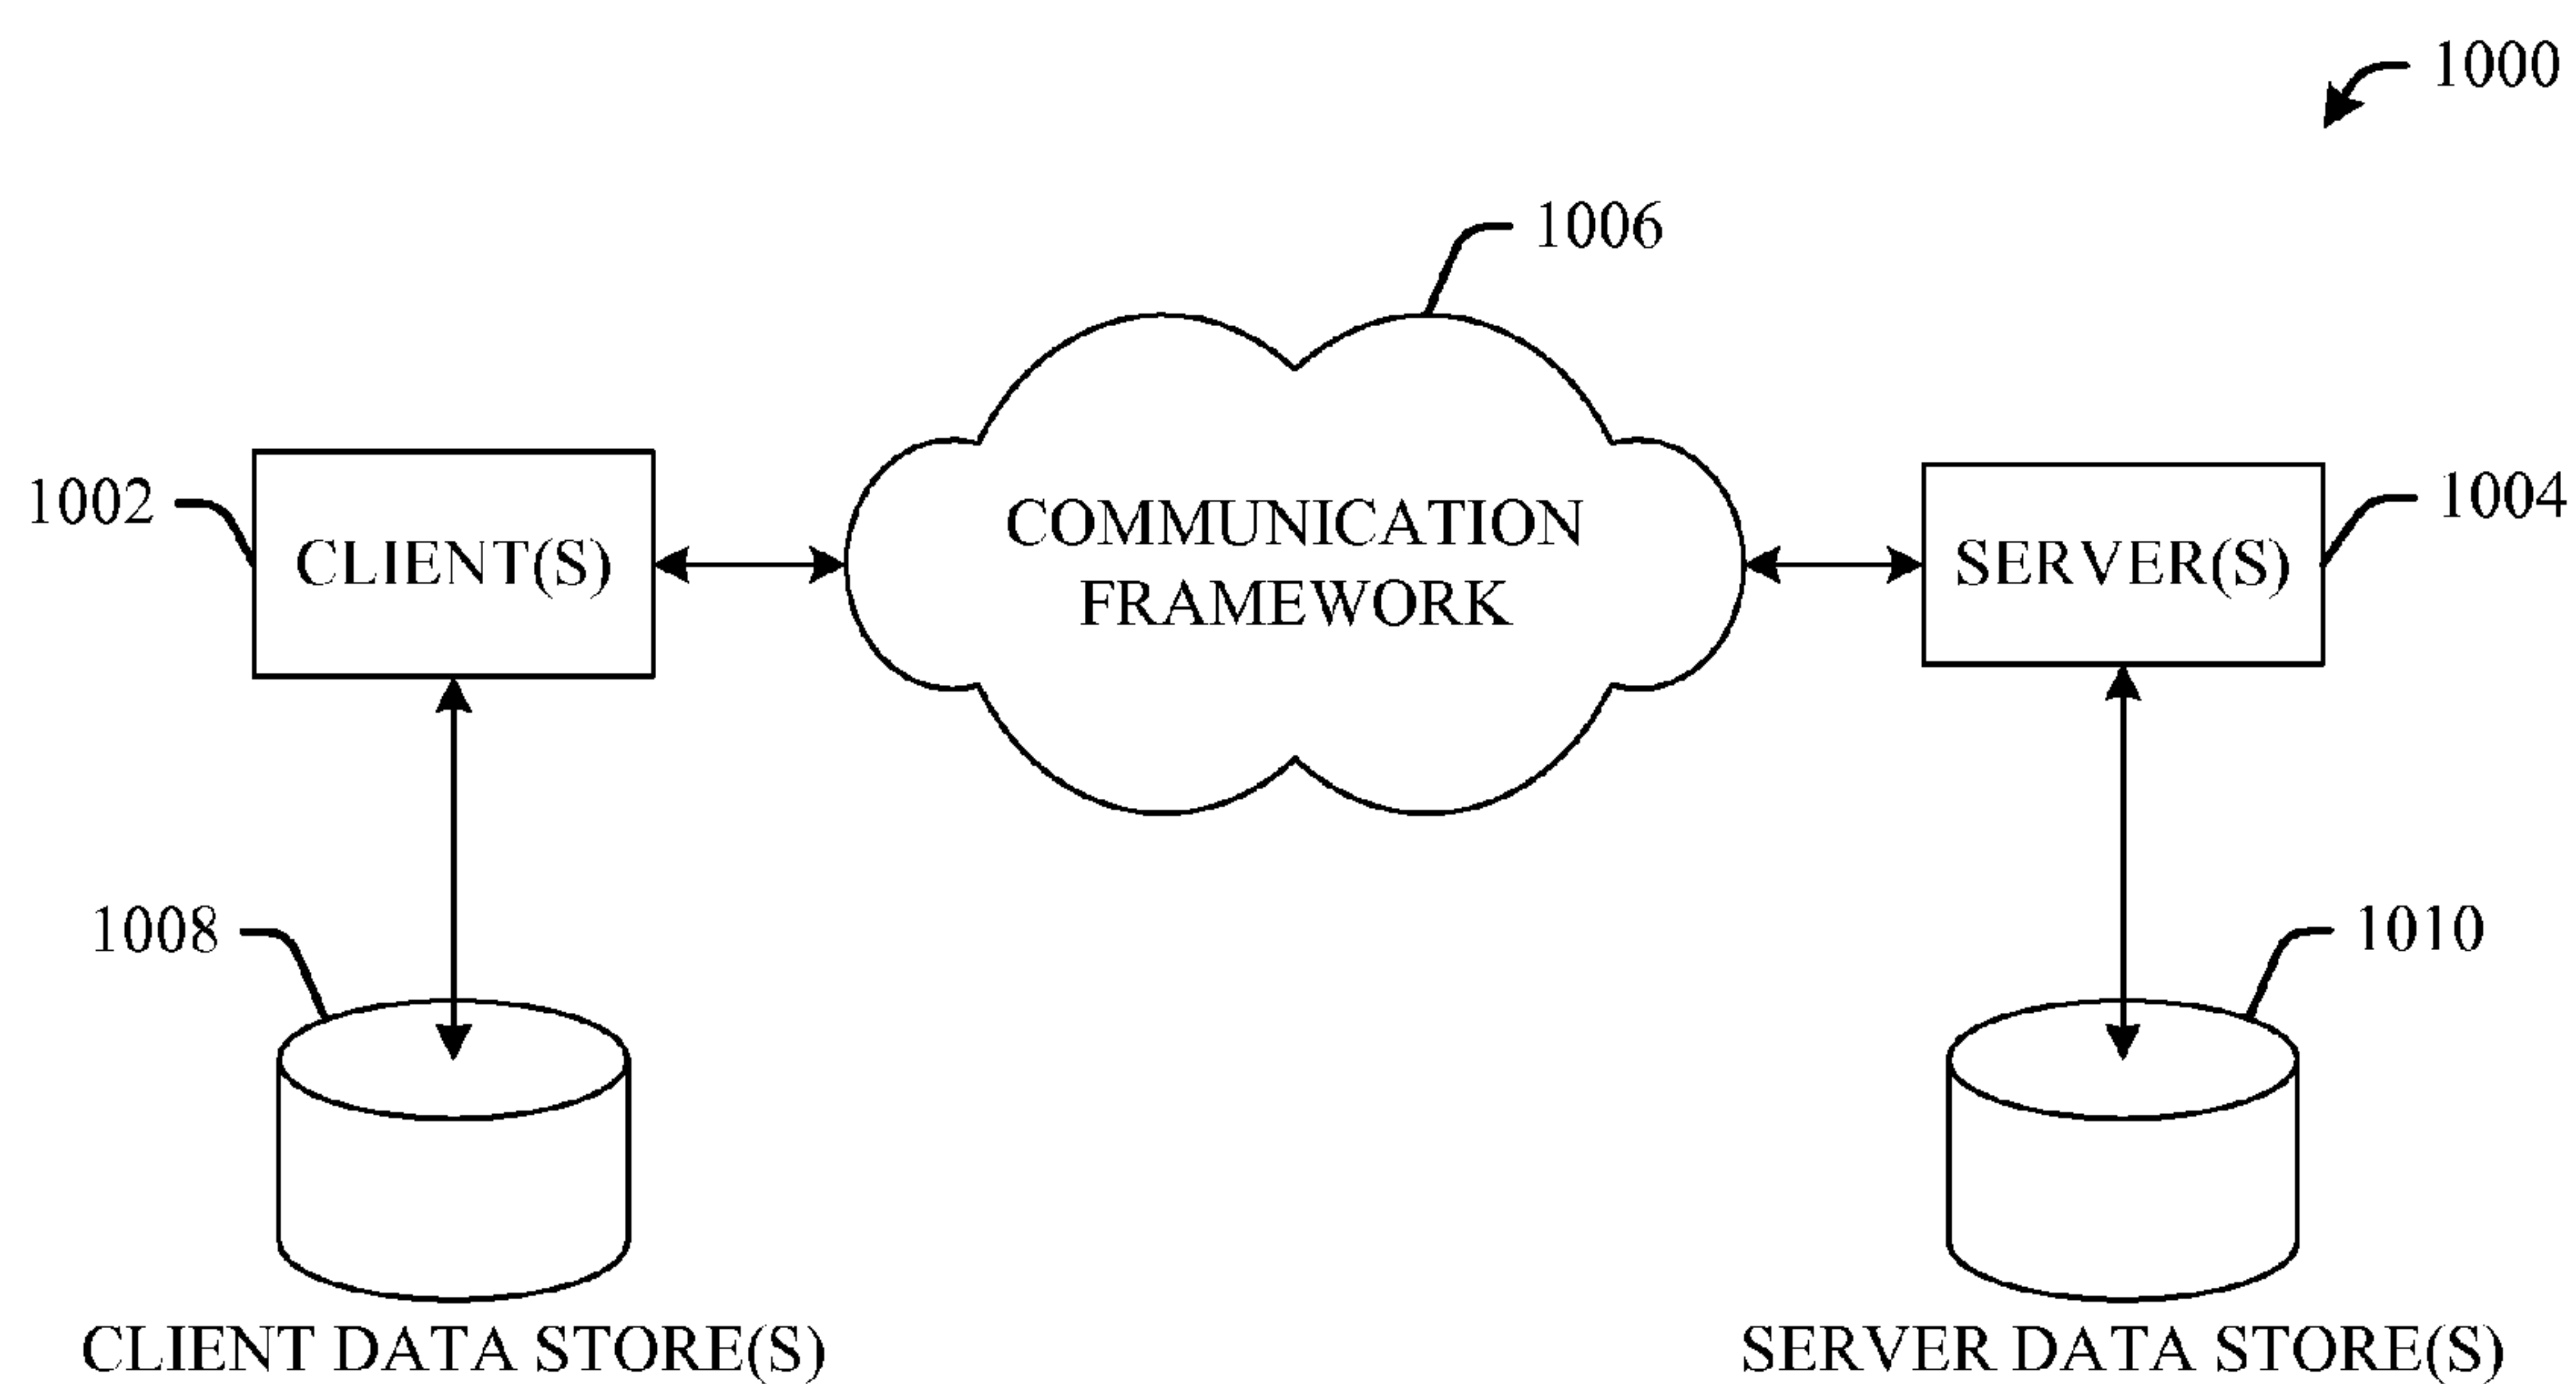 1000
1006
1002
CLIENT(S)
COMMUNICATION
FRAMEWORK
SERVER(S)
1004
1008
1010
CLIENT DATA STORE(S)
SERVER DATA STORE(S)